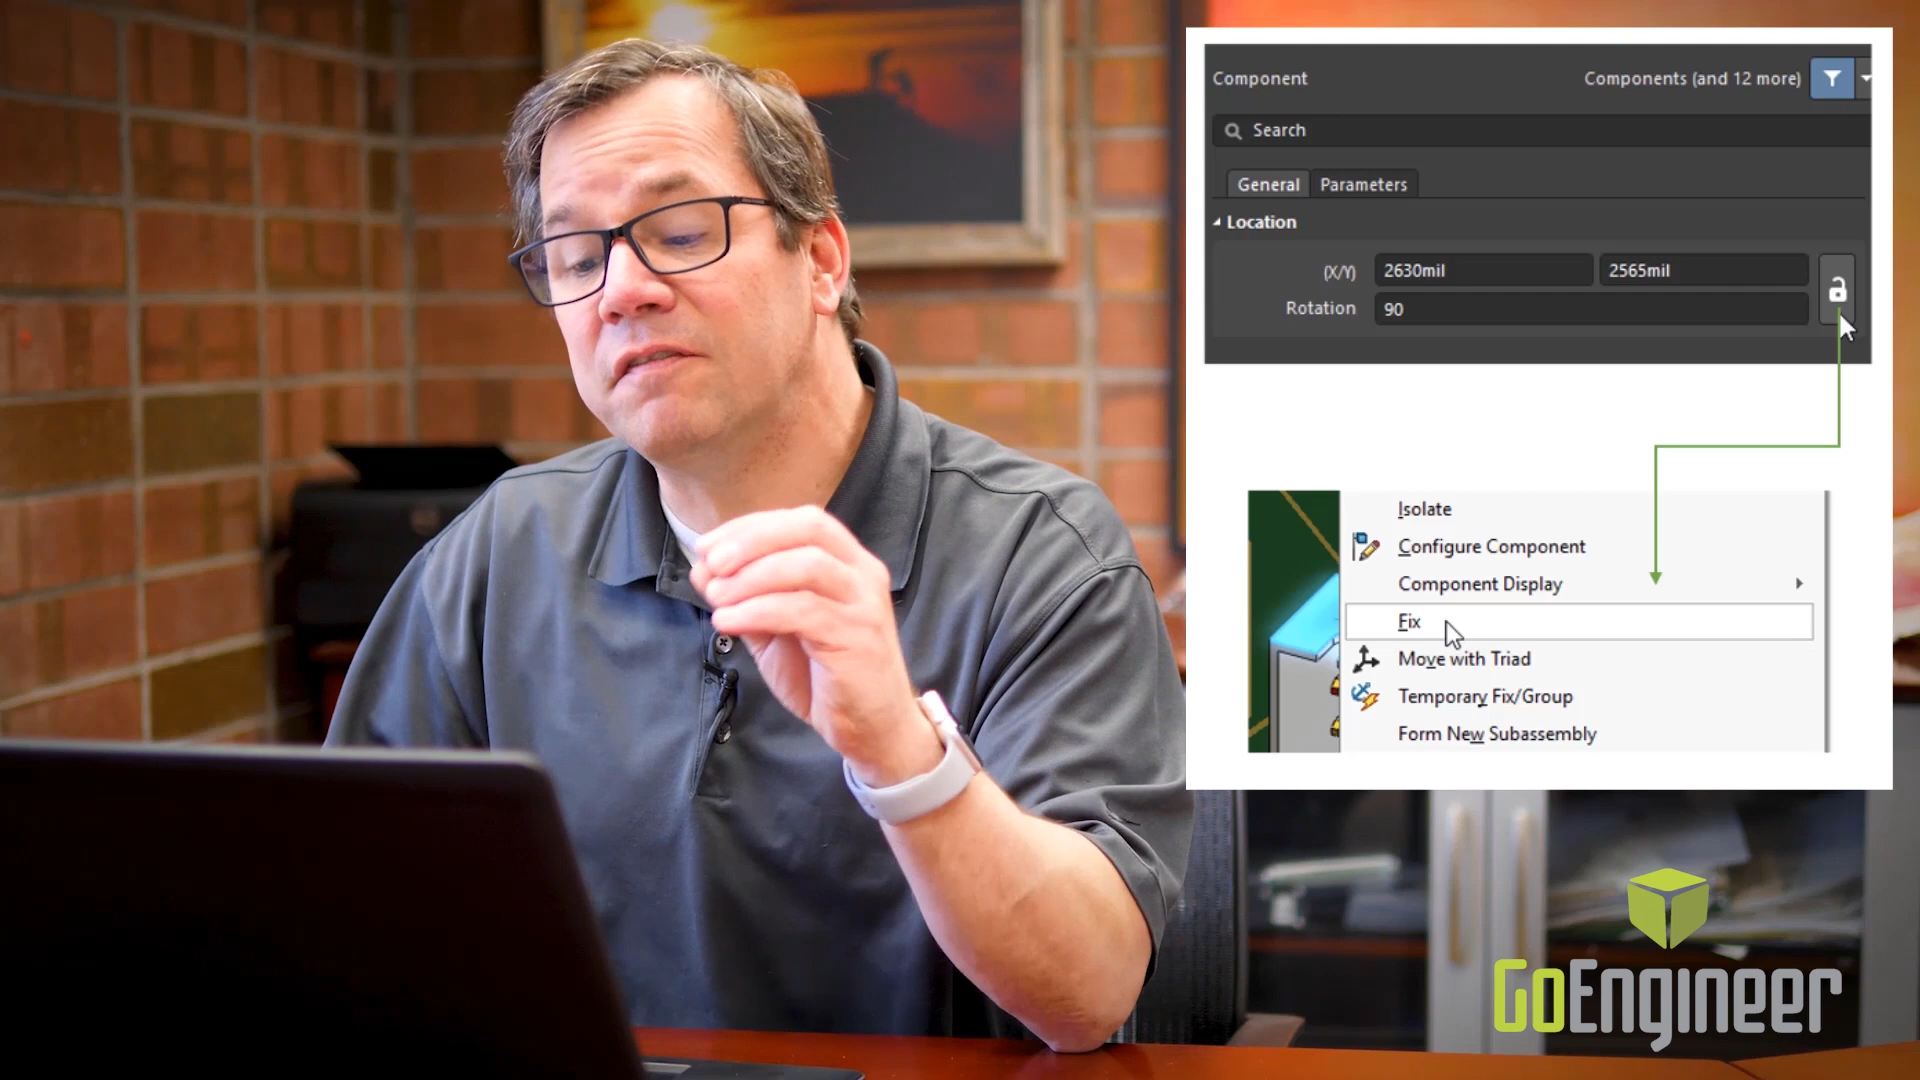 Component Components (and 12 more)
Search
General Parameters
Location
(X/Y) 2630mil 2565mil
Rotation 90
Isolate
Configure Component
Component Display
Fix
Move with Triad
Temporary Fix/Group
Form New Subassembly
GoEngineer